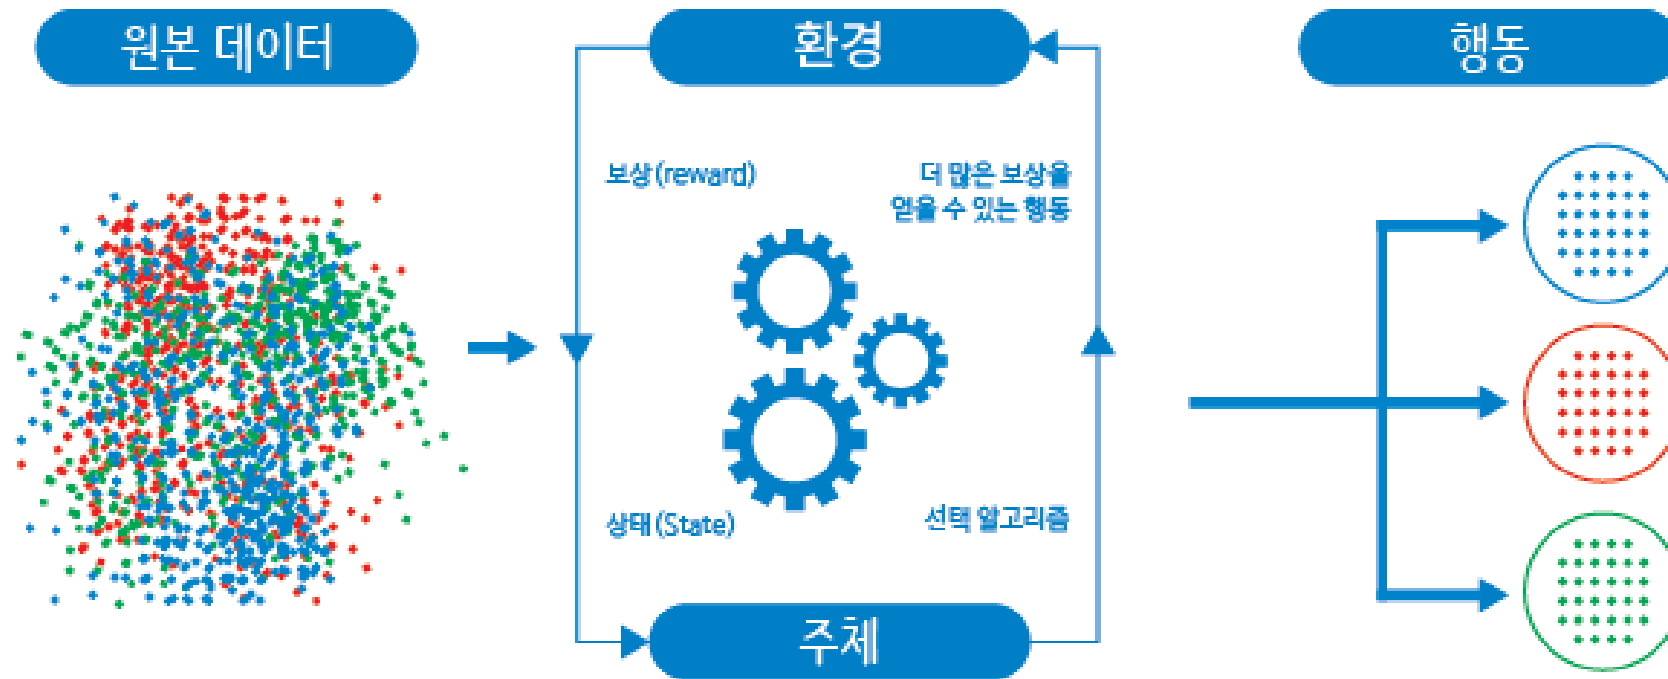 원본 데이터
환경
행동
보상(reward)
더 많은 보상을
얻을 수 있는 행동
상태(State)
선택 알고리즘
주체